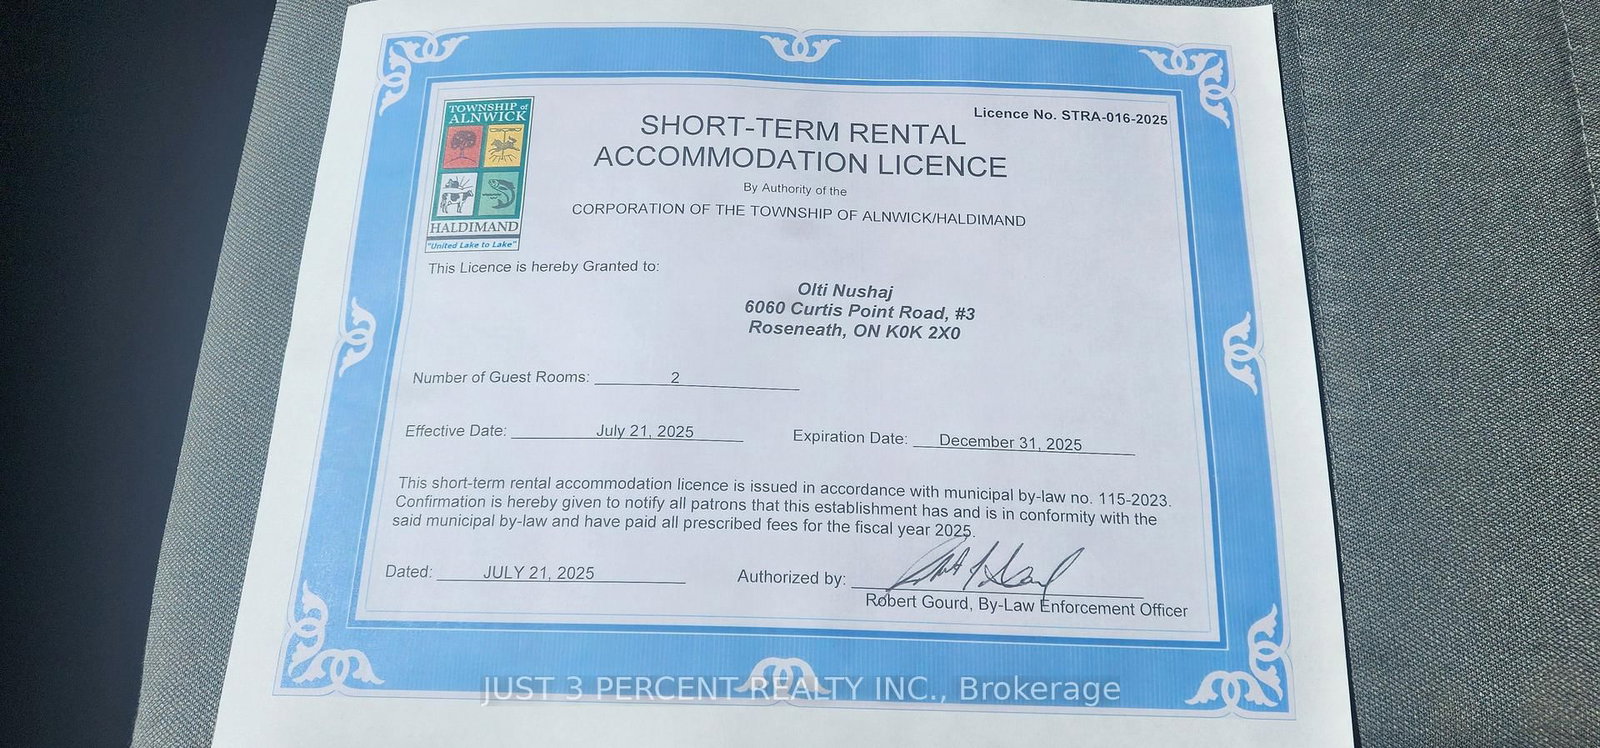 TOWNSHIP of
ALNWICK
HALDIMAND
"United Lake to Lake"
Licence No. STRA-016-2025
SHORT-TERM RENTAL
ACCOMMODATION LICENCE
By Authority of the
CORPORATION OF THE TOWNSHIP OF ALNWICK/HALDIMAND
This Licence is hereby Granted to:
Olti Nushaj
6060 Curtis Point Road, #3
Roseneath, ON K0K 2X0
Number of Guest Rooms: 2
Effective Date: July 21, 2025 Expiration Date: December 31, 2025
This short-term rental accommodation licence is issued in accordance with municipal by-law no. 115-2023.
Confirmation is hereby given to notify all patrons that this establishment has and is in conformity with the
said municipal by-law and have paid all prescribed fees for the fiscal year 2025.
Dated: JULY 21, 2025 Authorized by:
Robert Gourd, By-Law Enforcement Officer
JUST 3 PERCENT REALTY INC., Brokerage